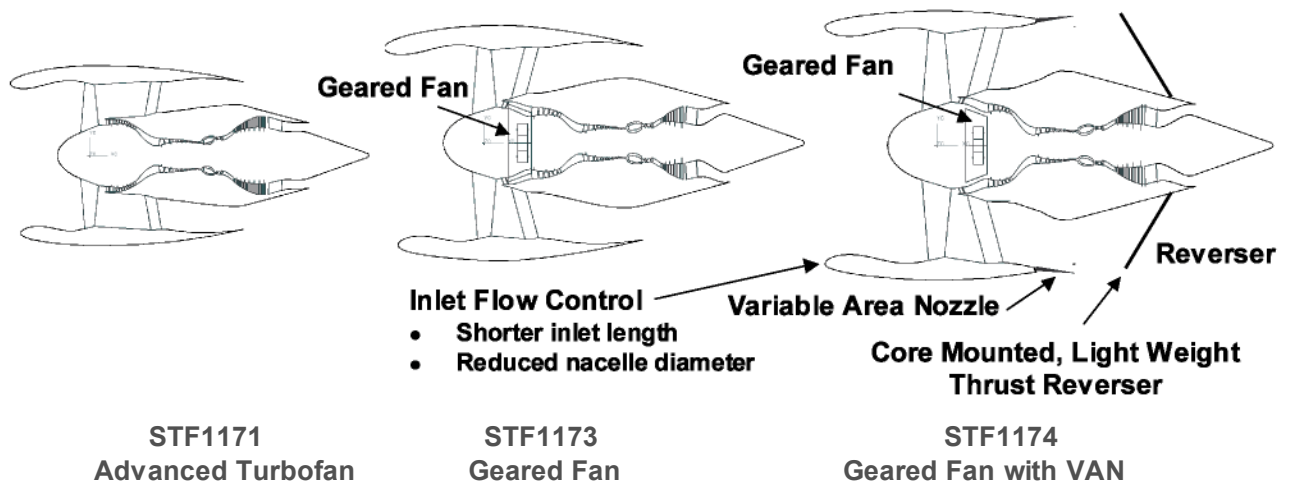 Geared Fan
Geared Fan
Inlet Flow Control
• Shorter inlet length
• Reduced nacelle diameter
Variable Area Nozzle
Reverser
Core Mounted, Light Weight
Thrust Reverser
STF1171
Advanced Turbofan
STF1173
Geared Fan
STF1174
Geared Fan with VAN